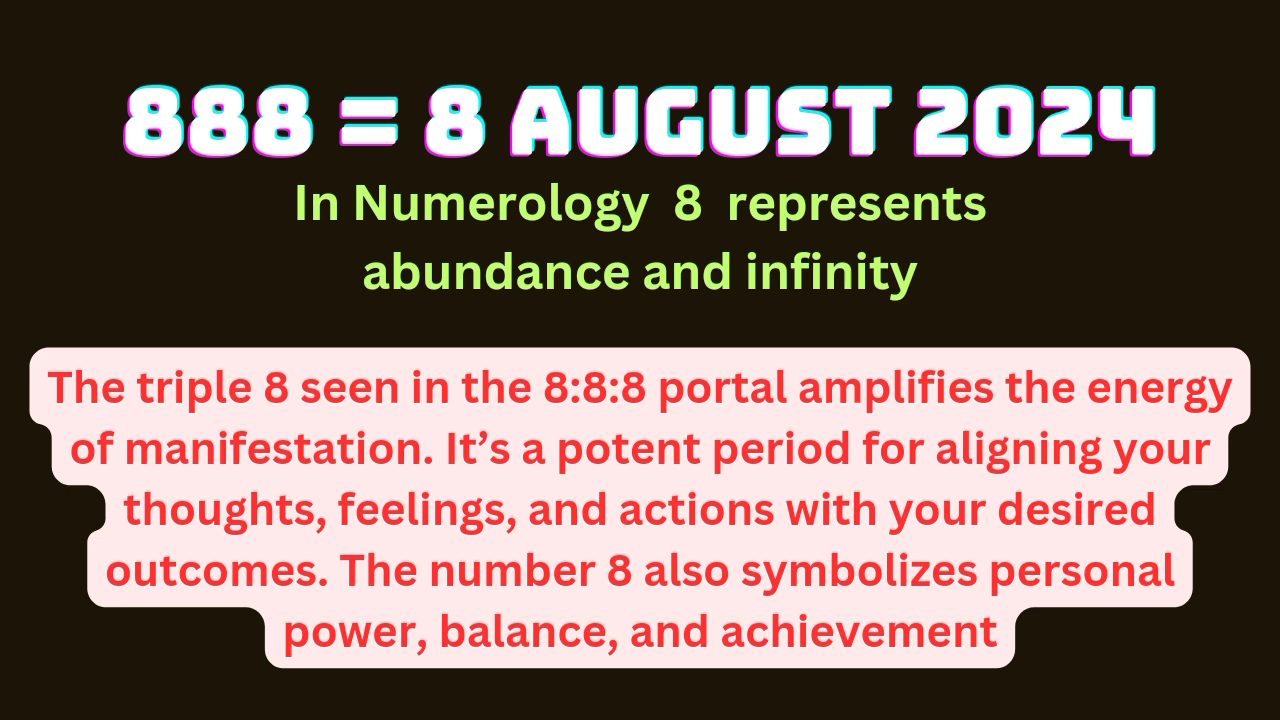 888 = 8 AUGUST 2024
In Numerology 8 represents
abundance and infinity
The triple 8 seen in the 8:8:8 portal amplifies the energy
of manifestation. It’s a potent period for aligning your
thoughts, feelings, and actions with your desired
outcomes. The number 8 also symbolizes personal
power, balance, and achievement